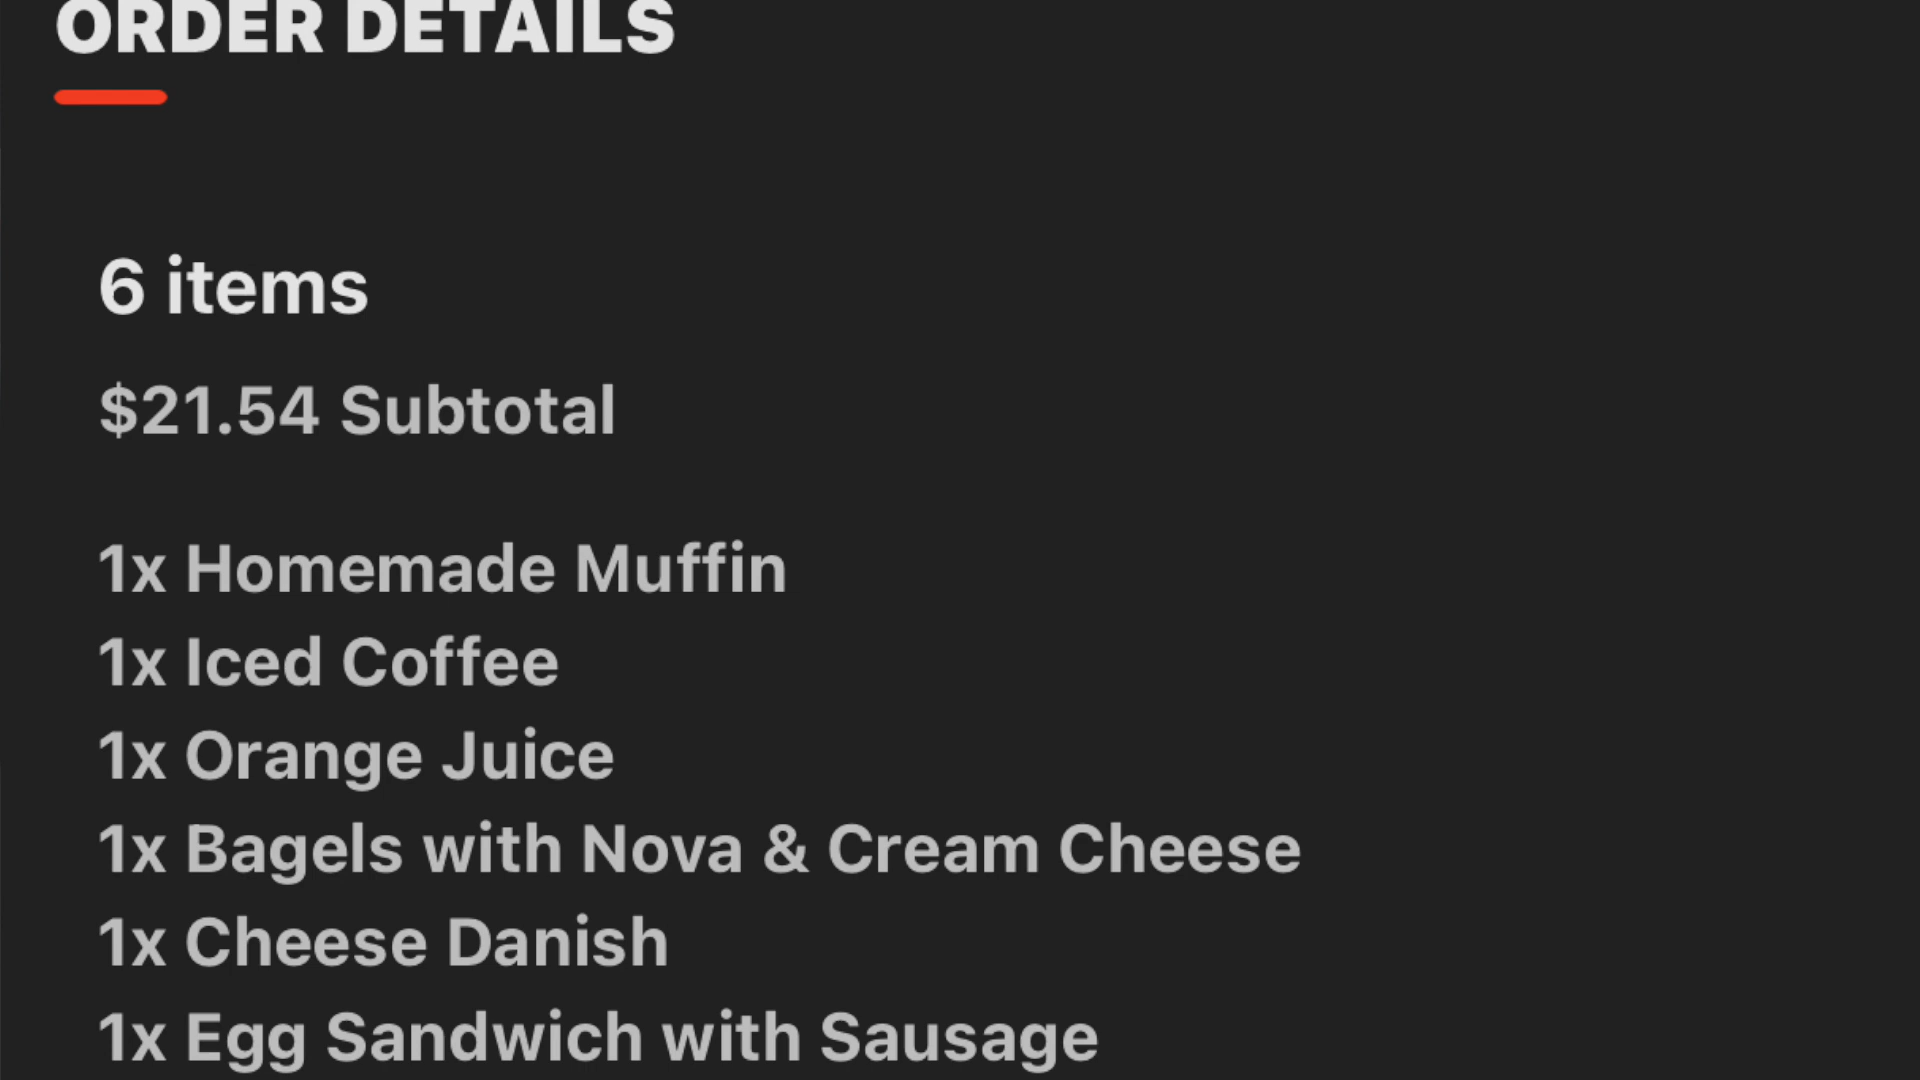 ORDER DETAILS
6 items
$21.54 Subtotal
1x Homemade Muffin
1x Iced Coffee
1x Orange Juice
1x Bagels with Nova & Cream Cheese
1x Cheese Danish
1x Egg Sandwich with Sausage